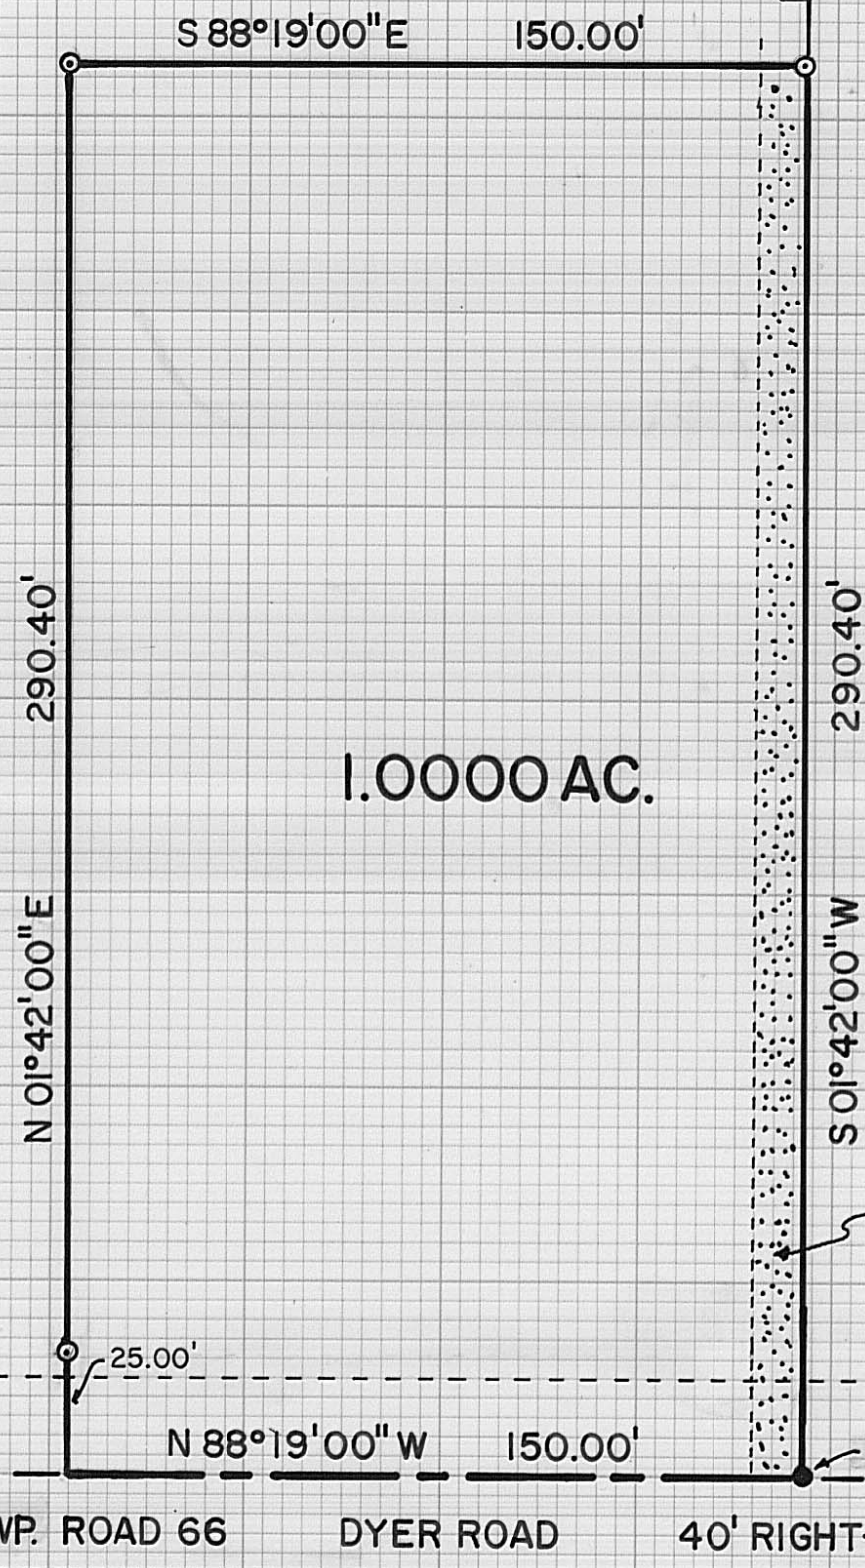 S 88°19'00" E 150.00'
290.40'
N 01°42'00" E
290.40'
S 01°42'00" W
1.0000 AC.
25.00'
N 88°19'00" W 150.00'
WP. ROAD 66 DYER ROAD 40' RIGHT-